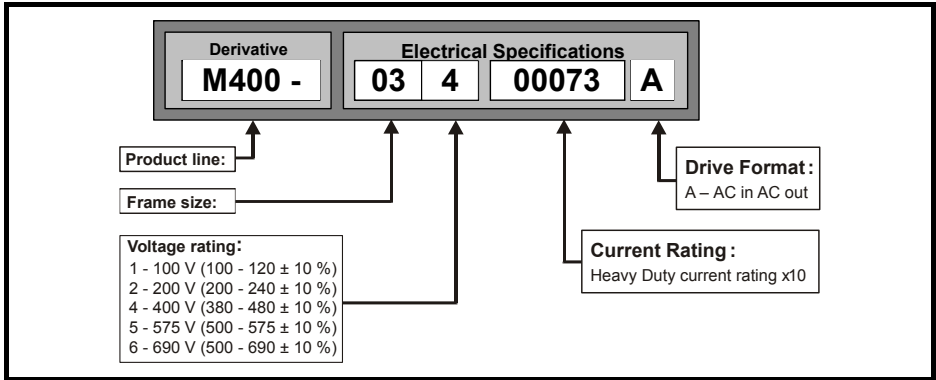 Derivative
Electrical Specifications
M400 -
03 4 00073 A
Product line:
Frame size:
Voltage rating:
1 - 100 V (100 - 120 ± 10 %)
2 - 200 V (200 - 240 ± 10 %)
4 - 400 V (380 - 480 ± 10 %)
5 - 575 V (500 - 575 ± 10 %)
6 - 690 V (500 - 690 ± 10 %)
Drive Format:
A – AC in AC out
Current Rating:
Heavy Duty current rating x10